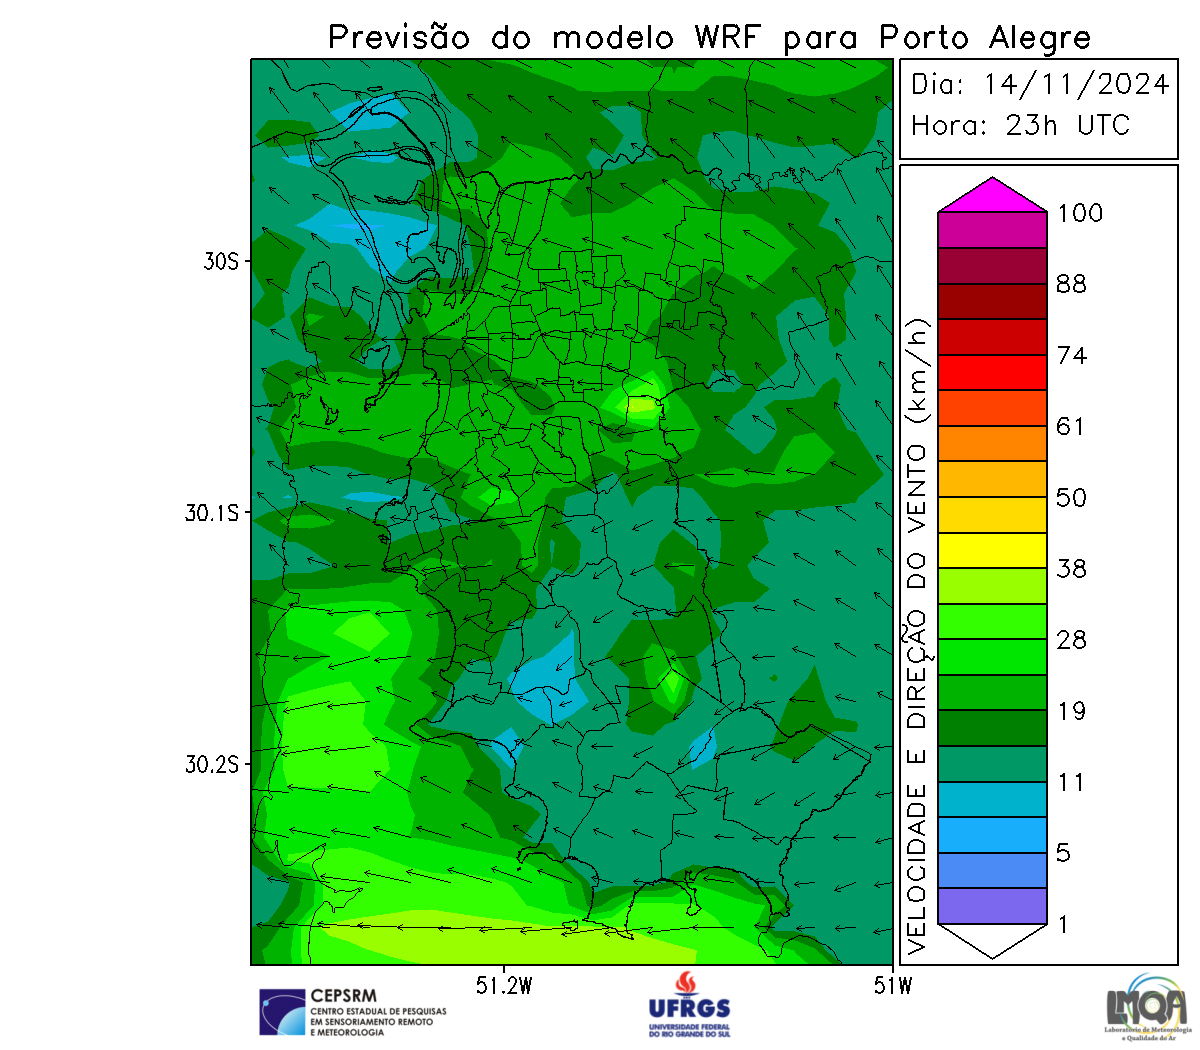 Previsão do modelo WRF para Porto Alegre
Dia: 14/11/2024
Hora: 23h UTC
30S
30.1S
30.2S
51.2W
51W
VELOCIDADE E DIREÇÃO DO VENTO (km/h)
100
88
74
61
50
38
28
19
11
5
1
CEPSRM
CENTRO ESTADUAL DE PESQUISAS
EM SENSORIAMENTO REMOTO
E METEOROLOGIA
UFRGS
UNIVERSIDADE FEDERAL
DO RIO GRANDE DO SUL
LMQA
Laboratório de Meteorologia
e Qualidade do Ar